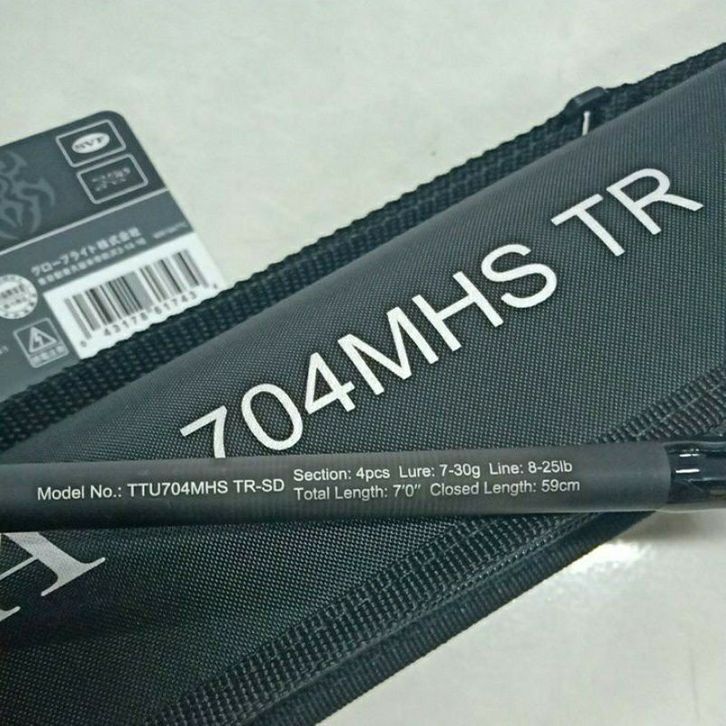 SVF
グローブライド株式会社
704MHS TR
Model No.: TTU704MHS TR-SD
Section: 4pcs Lure: 7-30g Line: 8-25lb
Total Length: 7'0" Closed Length: 59cm